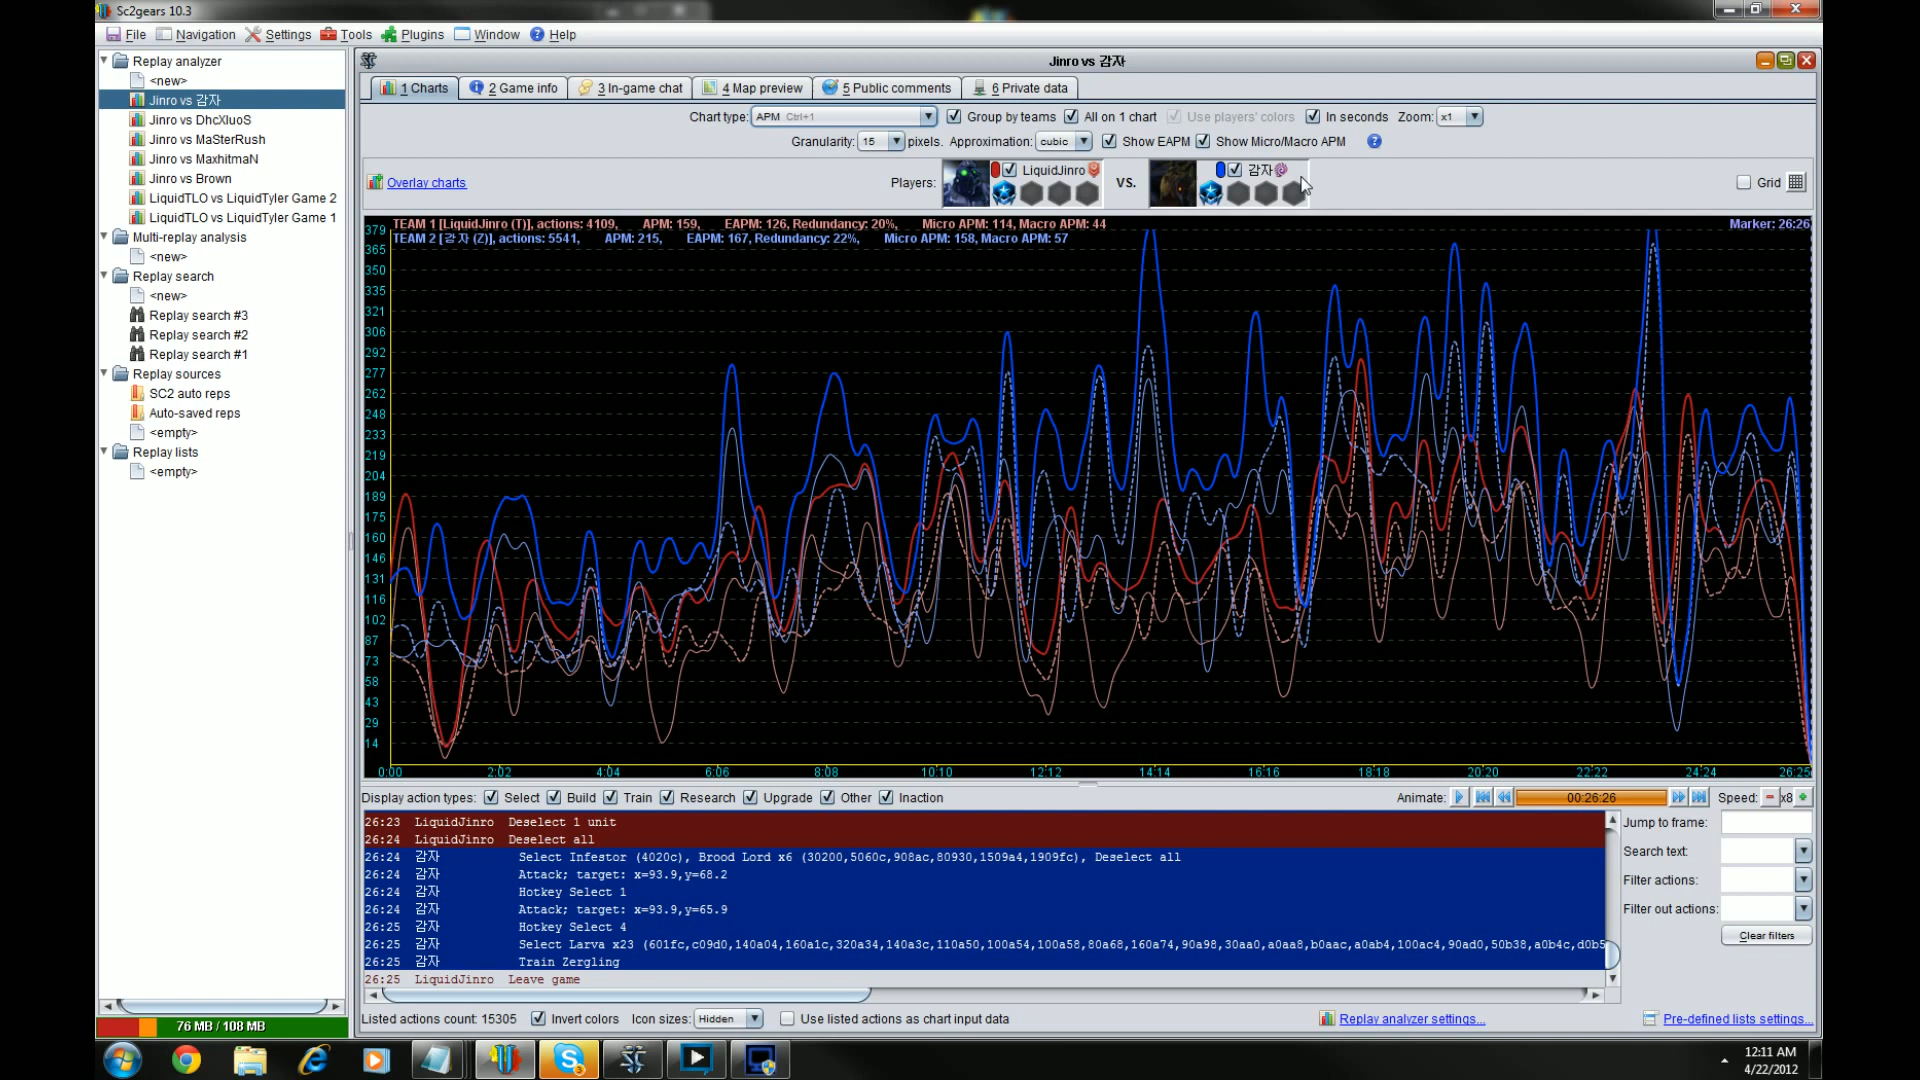 Sc2gears 10.3
File Navigation Settings Tools Plugins Window Help
Replay analyzer
<new>
Jinro vs 감자
Jinro vs DhcXluoS
Jinro vs MaSterRush
Jinro vs MaxhitmaN
Jinro vs Brown
LiquidTLO vs LiquidTyler Game 2
LiquidTLO vs LiquidTyler Game 1
Multi-replay analysis
<new>
Replay search
<new>
Replay search #3
Replay search #2
Replay search #1
Replay sources
SC2 auto reps
Auto-saved reps
<empty>
Replay lists
<empty>
76 MB / 108 MB
Jinro vs 감자
1 Charts 2 Game info 3 In-game chat 4 Map preview 5 Public comments 6 Private data
Chart type: APM Ctrl+1 Group by teams All on 1 chart Use players' colors In seconds Zoom: x1
Granularity: 15 pixels. Approximation: cubic Show EAPM Show Micro/Macro APM
Overlay charts Players: LiquidJinro VS. 감자 Grid
TEAM 1 [LiquidJinro (T)], actions: 4109, APM: 159, EAPM: 126, Redundancy: 20%, Micro APM: 114, Macro APM: 44
Marker: 26:26
TEAM 2 [감자 (Z)], actions: 5541, APM: 215, EAPM: 167, Redundancy: 22%, Micro APM: 158, Macro APM: 57
379
365
350
335
321
306
292
277
262
248
233
219
204
189
175
160
146
131
116
102
87
73
58
43
29
14
0:00 2:02 4:04 6:06 8:08 10:10 12:12 14:14 16:16 18:18 20:20 22:22 24:24 26:25
Display action types: Select Build Train Research Upgrade Other Inaction
Animate: 00:26:26 Speed: x8
26:23 LiquidJinro Deselect 1 unit
26:24 LiquidJinro Deselect all
26:24 감자 Select Infestor (4020c), Brood Lord x6 (30200,5060c,908ac,80930,1509a4,1909fc), Deselect all
26:24 감자 Attack; target: x=93.9,y=68.2
26:24 감자 Hotkey Select 1
26:24 감자 Attack; target: x=93.9,y=65.9
26:25 감자 Hotkey Select 4
26:25 감자 Select Larva x23 (601fc,c09d0,140a04,160a1c,320a34,140a3c,110a50,100a54,100a58,80a68,160a74,90a98,30aa0,a0aa8,b0aac,a0ab4,100ac4,90ad0,50b38,a0b4c,d0b5
26:25 감자 Train Zergling
26:25 LiquidJinro Leave game
Jump to frame:
Search text:
Filter actions:
Filter out actions:
Clear filters
Listed actions count: 15305 Invert colors Icon sizes: Hidden Use listed actions as chart input data
Replay analyzer settings...
Pre-defined lists settings...
12:11 AM
4/22/2012